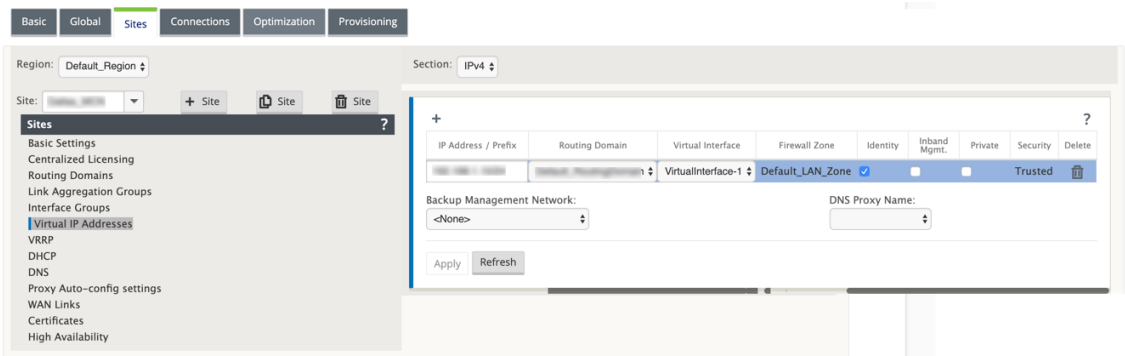 Basic Global Sites Connections Optimization Provisioning
Region: Default_Region Section: IPv4
Site: + Site Site Site
Sites ?
Basic Settings
Centralized Licensing
Routing Domains
Link Aggregation Groups
Interface Groups
Virtual IP Addresses
VRRP
DHCP
DNS
Proxy Auto-config settings
WAN Links
Certificates
High Availability
+ ?
IP Address / Prefix Routing Domain Virtual Interface Firewall Zone Identity Inband Mgmt. Private Security Delete
VirtualInterface-1 Default_LAN_Zone Trusted
Backup Management Network: DNS Proxy Name:
<None>
Apply Refresh